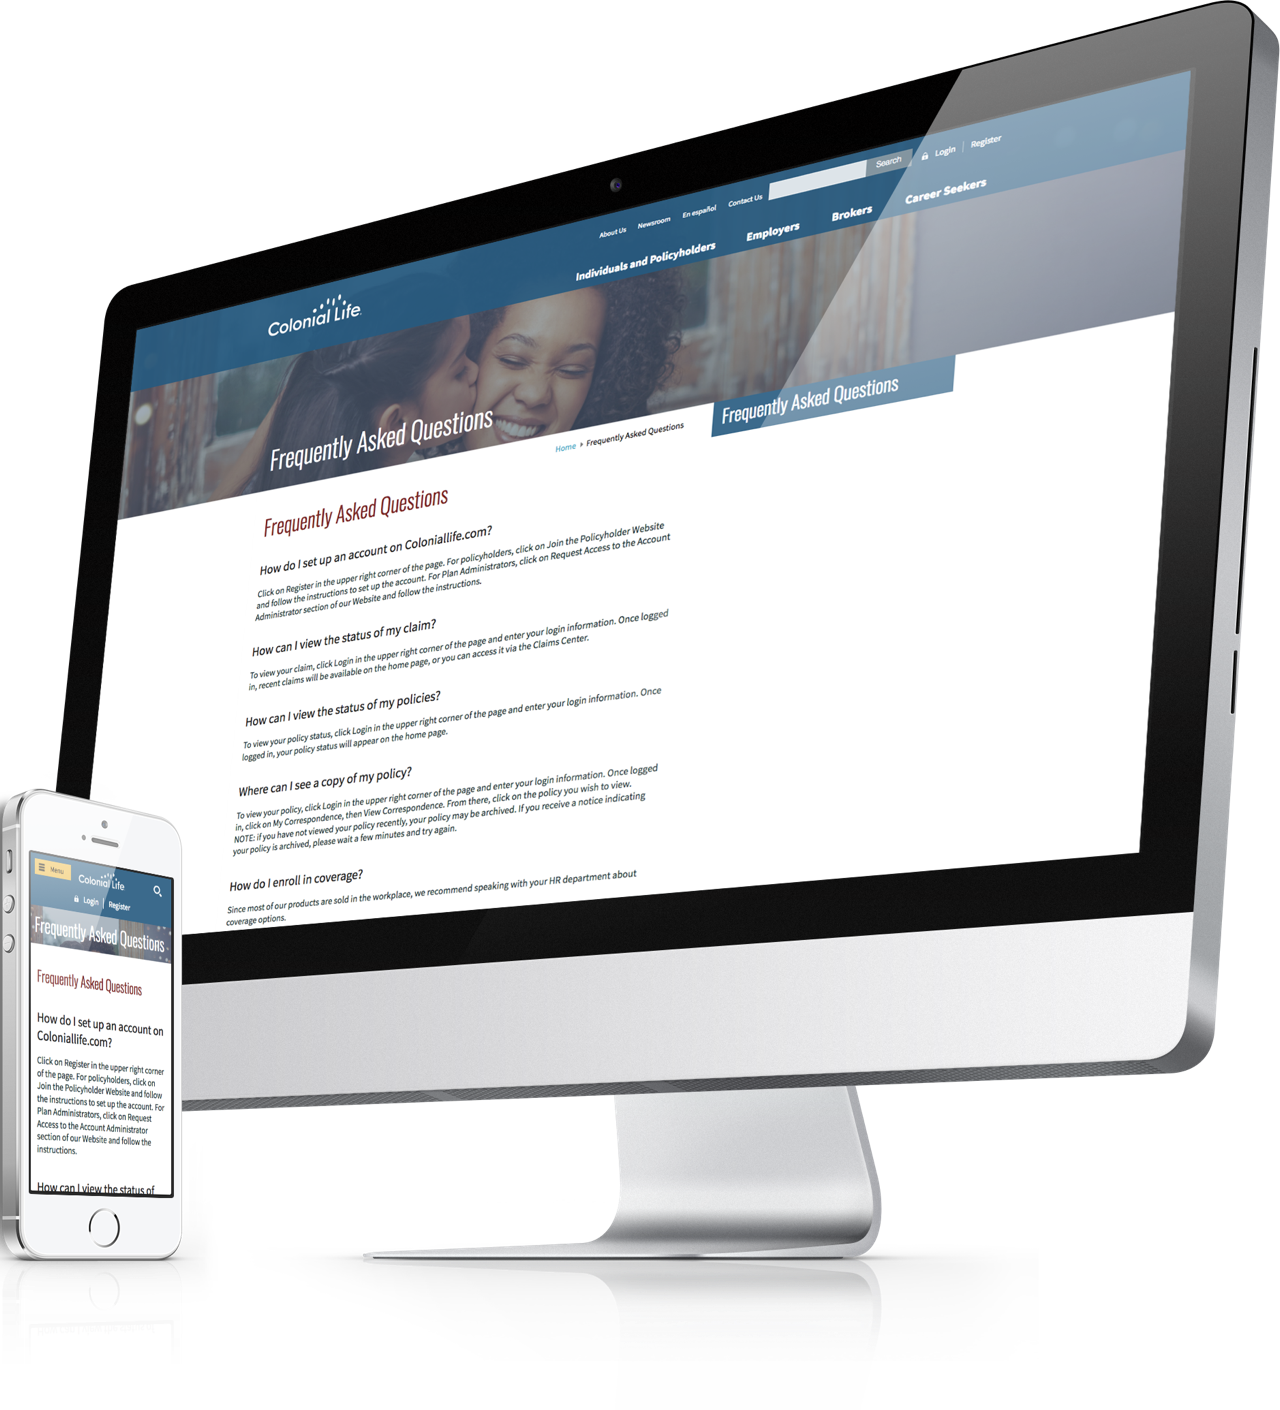 About Us
Newsroom
En español
Contact Us
Search
Login
Register
Individuals and Policyholders
Employers
Brokers
Career Seekers
Colonial Life
Frequently Asked Questions
Home
Frequently Asked Questions
Frequently Asked Questions
Frequently Asked Questions
How do I set up an account on Coloniallife.com?
Click on Register in the upper right corner of the page. For policyholders, click on Join the Policyholder Website
and follow the instructions to set up the account. For Plan Administrators, click on Request Access to the Account
Administrator section of our Website and follow the instructions.
How can I view the status of my claim?
To view your claim, click Login in the upper right corner of the page and enter your login information. Once logged
in, recent claims will be available on the home page, or you can access it via the Claims Center.
How can I view the status of my policies?
To view your policy status, click Login in the upper right corner of the page and enter your login information. Once
logged in, your policy status will appear on the home page.
Where can I see a copy of my policy?
To view your policy, click Login in the upper right corner of the page and enter your login information. Once logged
in, click on My Correspondence, then View Correspondence. From there, click on the policy you wish to view.
NOTE: if you have not viewed your policy recently, your policy may be archived. If you receive a notice indicating
your policy is archived, please wait a few minutes and try again.
How do I enroll in coverage?
Since most of our products are sold in the workplace, we recommend speaking with your HR department about
coverage options.
Menu
Colonial Life
Login
Register
Frequently Asked Questions
Frequently Asked Questions
How do I set up an account on
Coloniallife.com?
Click on Register in the upper right corner
of the page. For policyholders, click on
Join the Policyholder Website and follow
the instructions to set up the account. For
Plan Administrators, click on Request
Access to the Account Administrator
section of our Website and follow the
instructions.
How can I view the status of